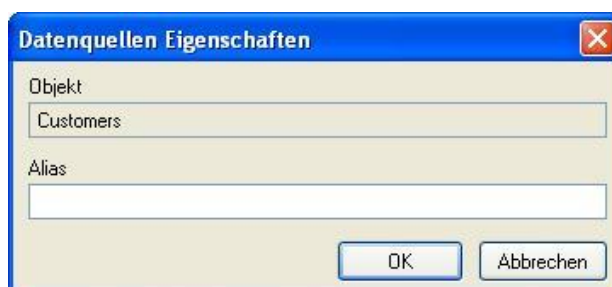 Datenquellen Eigenschaften
Objekt
Customers
Alias
OK Abbrechen